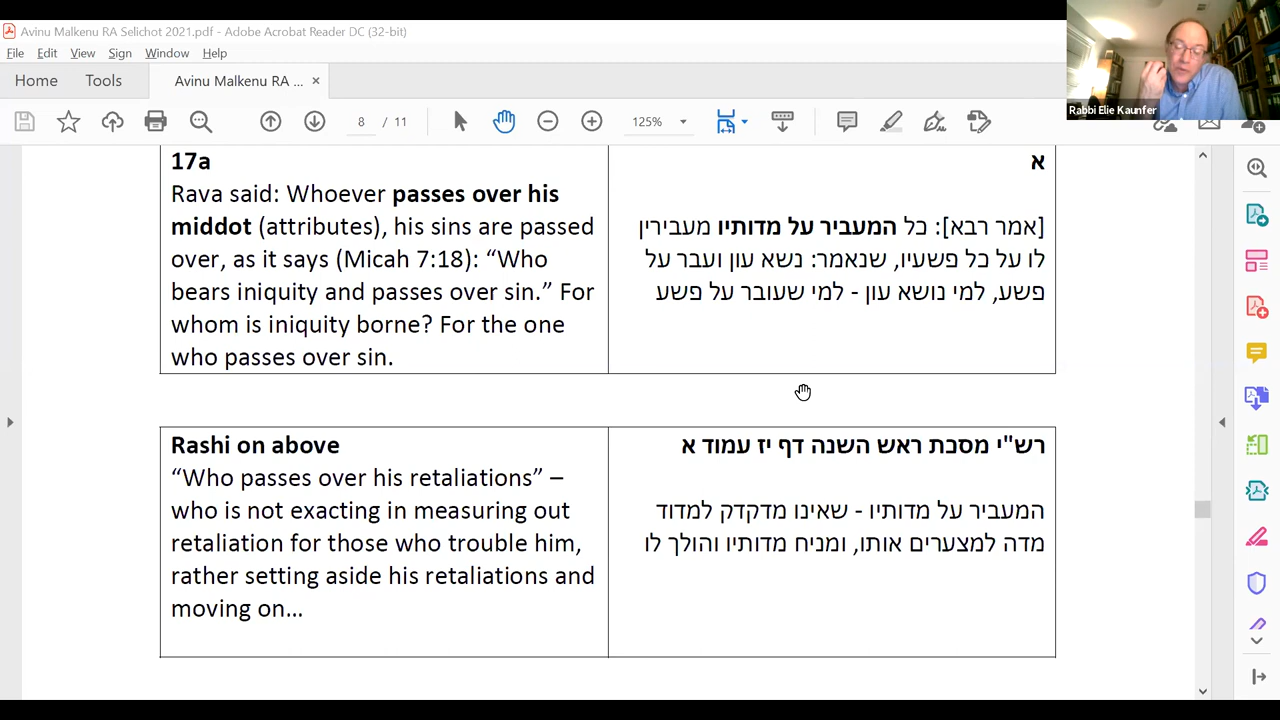 Avinu Malkenu RA Selichot 2021.pdf - Adobe Acrobat Reader DC (32-bit)
File Edit View Sign Window Help
Home Tools Avinu Malkenu RA ... ×
8 / 11 125%
Rabbi Elie Kaunfer
17a
Rava said: Whoever passes over his
middot (attributes), his sins are passed
over, as it says (Micah 7:18): “Who
bears iniquity and passes over sin.” For
whom is iniquity borne? For the one
who passes over sin.
א
[אמר רבא]: כל המעביר על מדותיו מעבירין
לו על כל פשעיו, שנאמר: נשא עון ועבר על
פשע, למי נושא עון - למי שעובר על פשע
Rashi on above
“Who passes over his retaliations” –
who is not exacting in measuring out
retaliation for those who trouble him,
rather setting aside his retaliations and
moving on...
רש"י מסכת ראש השנה דף יז עמוד א
המעביר על מדותיו - שאינו מדקדק למדוד
מדה למצערים אותו, ומניח מדותיו והולך לו